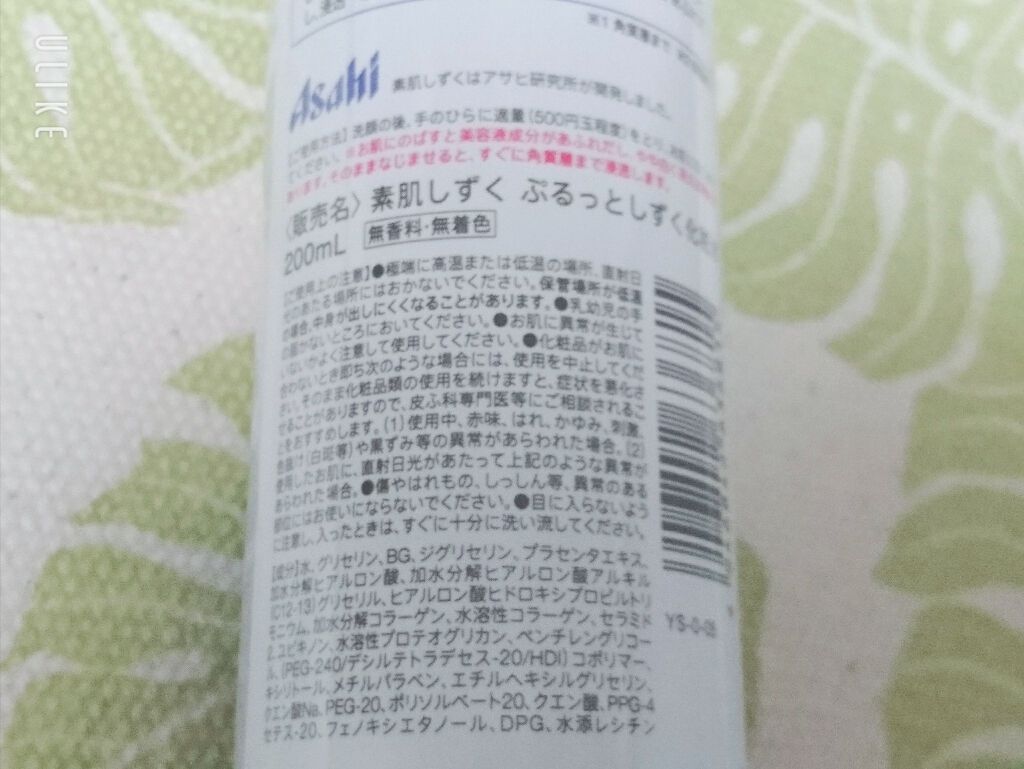 し、浸透
第1 角質層まで
Asahi 素肌しずくはアサヒ研究所が開発しました。
【ご使用方法】洗顔の後、手のひらに適量(500円玉程度)をとり、お肌に
てください。※お肌にのばすと美容液成分があふれだし、
あります。そのままなじませると、すぐに角質層まで浸透します。
〈販売名〉素肌しずく ぷるっとしずく化粧
200mL 無香料・無着色
【ご使用上の注意】●極端に高温または低温の場所、直射日
光のあたる場所にはおかないでください。保管場所が低温
の場合、中身が出しにくくなることがあります。●乳幼児の手
の届かないところにおいてください。●お肌に異常が生じて
いないかよく注意して使用してください。●化粧品がお肌に
合わないとき即ち次のような場合には、使用を中止してくだ
さい。そのまま化粧品類の使用を続けますと、症状を悪化さ
せることがありますので、皮ふ科専門医等にご相談されるこ
とをおすすめします。(1)使用中、赤味、はれ、かゆみ、刺激、
色抜け(白斑等)や黒ずみ等の異常があらわれた場合。(2)
使用したお肌に、直射日光があたって上記のような異常が
あらわれた場合。●傷やはれもの、しっしん等、異常のある
部位にはお使いにならないでください。●目に入らないよう
に注意し、入ったときは、すぐに十分に洗い流してください。
【成分】水、グリセリン、BG、ジグリセリン、プラセンタエキス、
加水分解ヒアルロン酸、加水分解ヒアルロン酸アルキル
(C12-13)グリセリル、ヒアルロン酸ヒドロキシプロピルトリ
モニウム、加水分解コラーゲン、水溶性コラーゲン、セラミド
2、ユビキノン、水溶性プロテオグリカン、ペンチレングリコー
ル、(PEG-240/デシルテトラデセス-20/HDI)コポリマー、
キシリトール、メチルパラベン、エチルヘキシルグリセリン、
クエン酸Na、PEG-20、ポリソルベート20、クエン酸、PPG-4
セテス-20、フェノキシエタノール、DPG、水添レシチン
YS-0-05
ULIKE